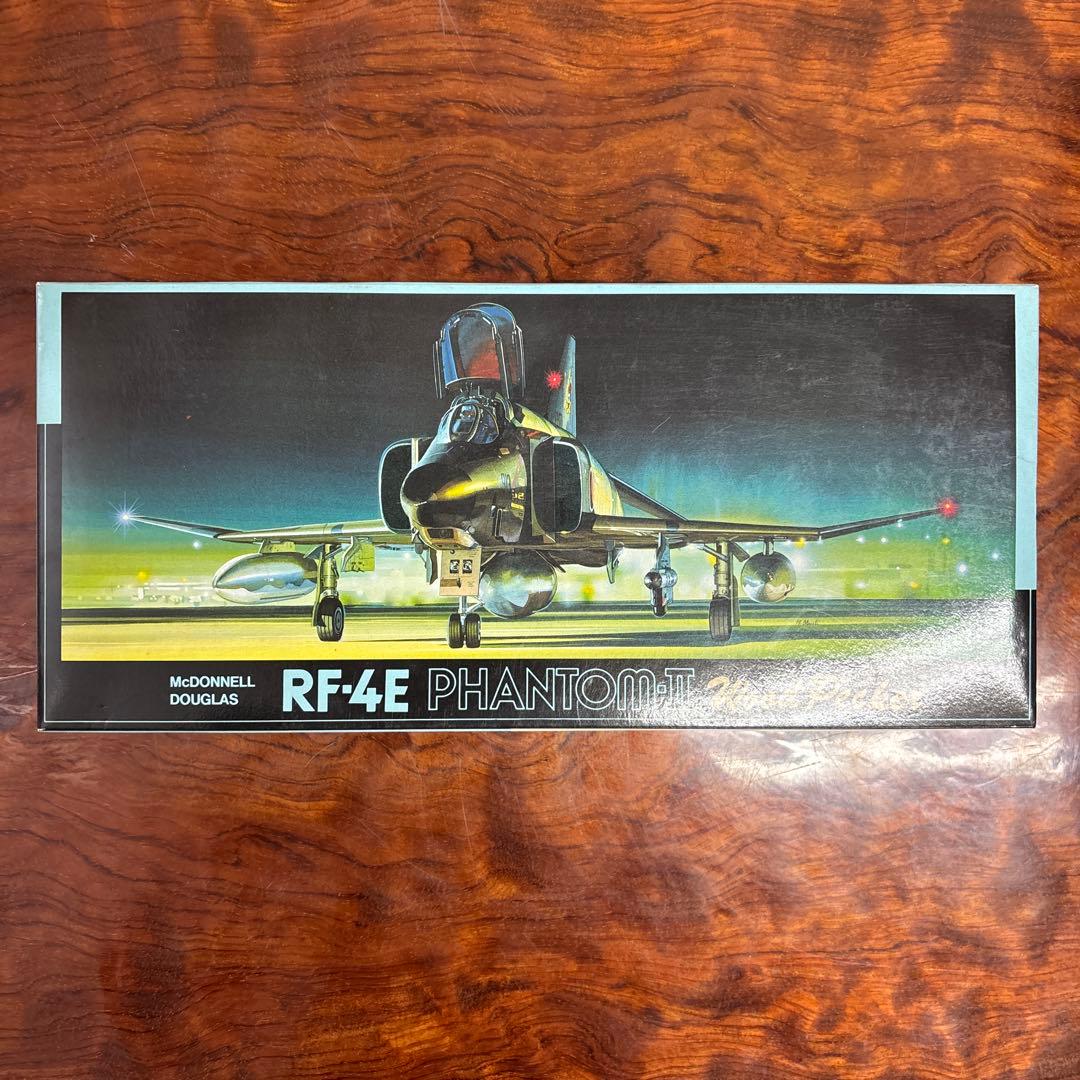 McDONNELL
DOUGLAS
RF-4E PHANTOM-II